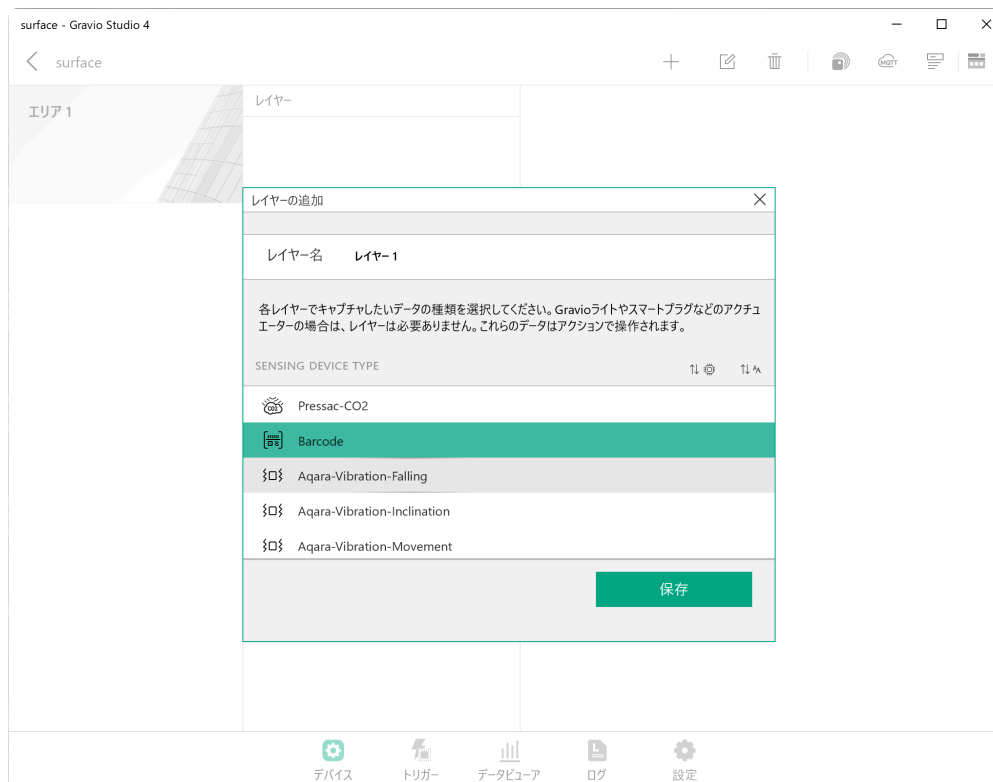 surface - Gravio Studio 4
surface
MQTT
エリア 1
レイヤー
レイヤーの追加
レイヤー名 レイヤー 1
各レイヤーでキャプチャしたいデータの種類を選択してください。Gravioライトやスマートプラグなどのアクチュ
エーターの場合は、レイヤーは必要ありません。これらのデータはアクションで操作されます。
SENSING DEVICE TYPE
CO2 Pressac-CO2
Barcode
Aqara-Vibration-Falling
Aqara-Vibration-Inclination
Aqara-Vibration-Movement
保存
デバイス トリガー データビューア ログ 設定